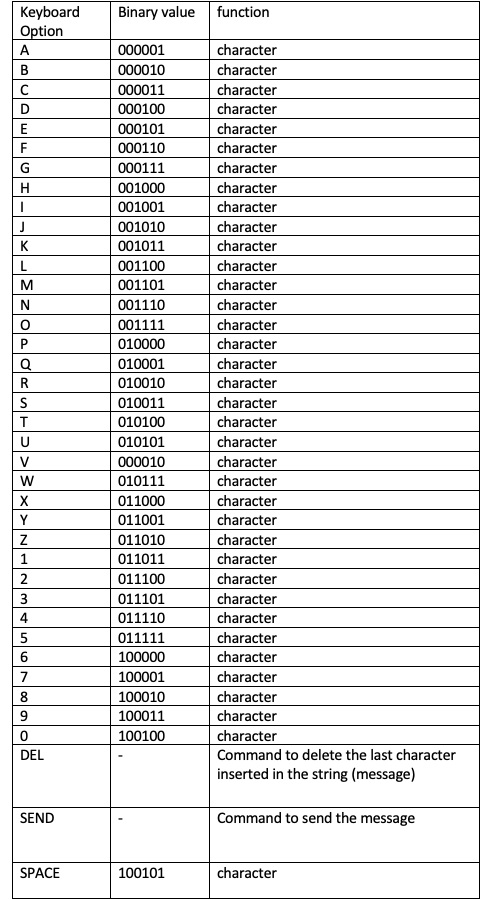 Keyboard Option Binary value function
A 000001 character
B 000010 character
C 000011 character
D 000100 character
E 000101 character
F 000110 character
G 000111 character
H 001000 character
I 001001 character
J 001010 character
K 001011 character
L 001100 character
M 001101 character
N 001110 character
O 001111 character
P 010000 character
Q 010001 character
R 010010 character
S 010011 character
T 010100 character
U 010101 character
V 000010 character
W 010111 character
X 011000 character
Y 011001 character
Z 011010 character
1 011011 character
2 011100 character
3 011101 character
4 011110 character
5 011111 character
6 100000 character
7 100001 character
8 100010 character
9 100011 character
0 100100 character
DEL - Command to delete the last character
inserted in the string (message)
SEND - Command to send the message
SPACE 100101 character